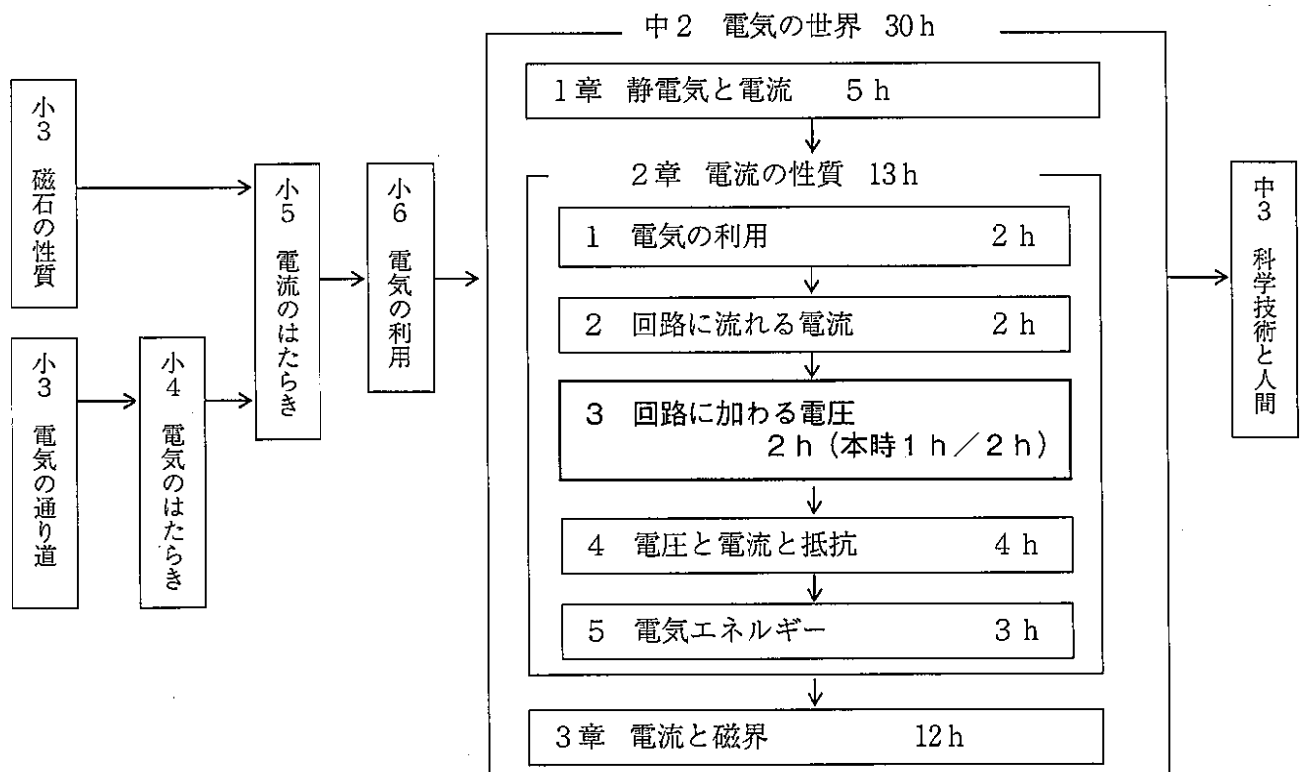 小3 磁石の性質
小3 電気の通り道
小4 電気のはたらき
小5 電流のはたらき
小6 電気の利用
中2 電気の世界 30h
1章 静電気と電流 5h
2章 電流の性質 13h
1 電気の利用 2h
2 回路に流れる電流 2h
3 回路に加わる電圧
2h(本時1h/2h)
4 電圧と電流と抵抗 4h
5 電気エネルギー 3h
3章 電流と磁界 12h
中3 科学技術と人間